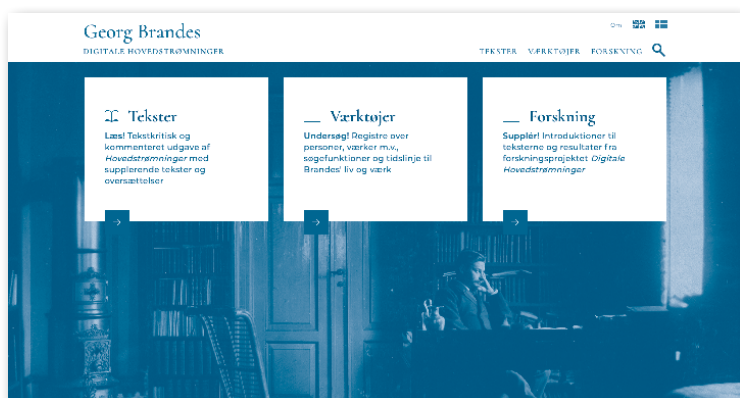 Georg Brandes
DIGITALE HOVEDSTRØMNINGER
Om
TEKSTER VÆRKTØJER FORSKNING
Tekster
Læs! Tekstkritisk og
kommenteret udgave af
Hovedstrømninger med
supplerende tekster og
oversættelser
Værktøjer
Undersøg! Registre over
personer, værker m.v.,
søgefunktioner og tidslinje til
Brandes' liv og værk
Forskning
Supplér! Introduktioner til
teksterne og resultater fra
forskningsprojektet Digitale
Hovedstrømninger